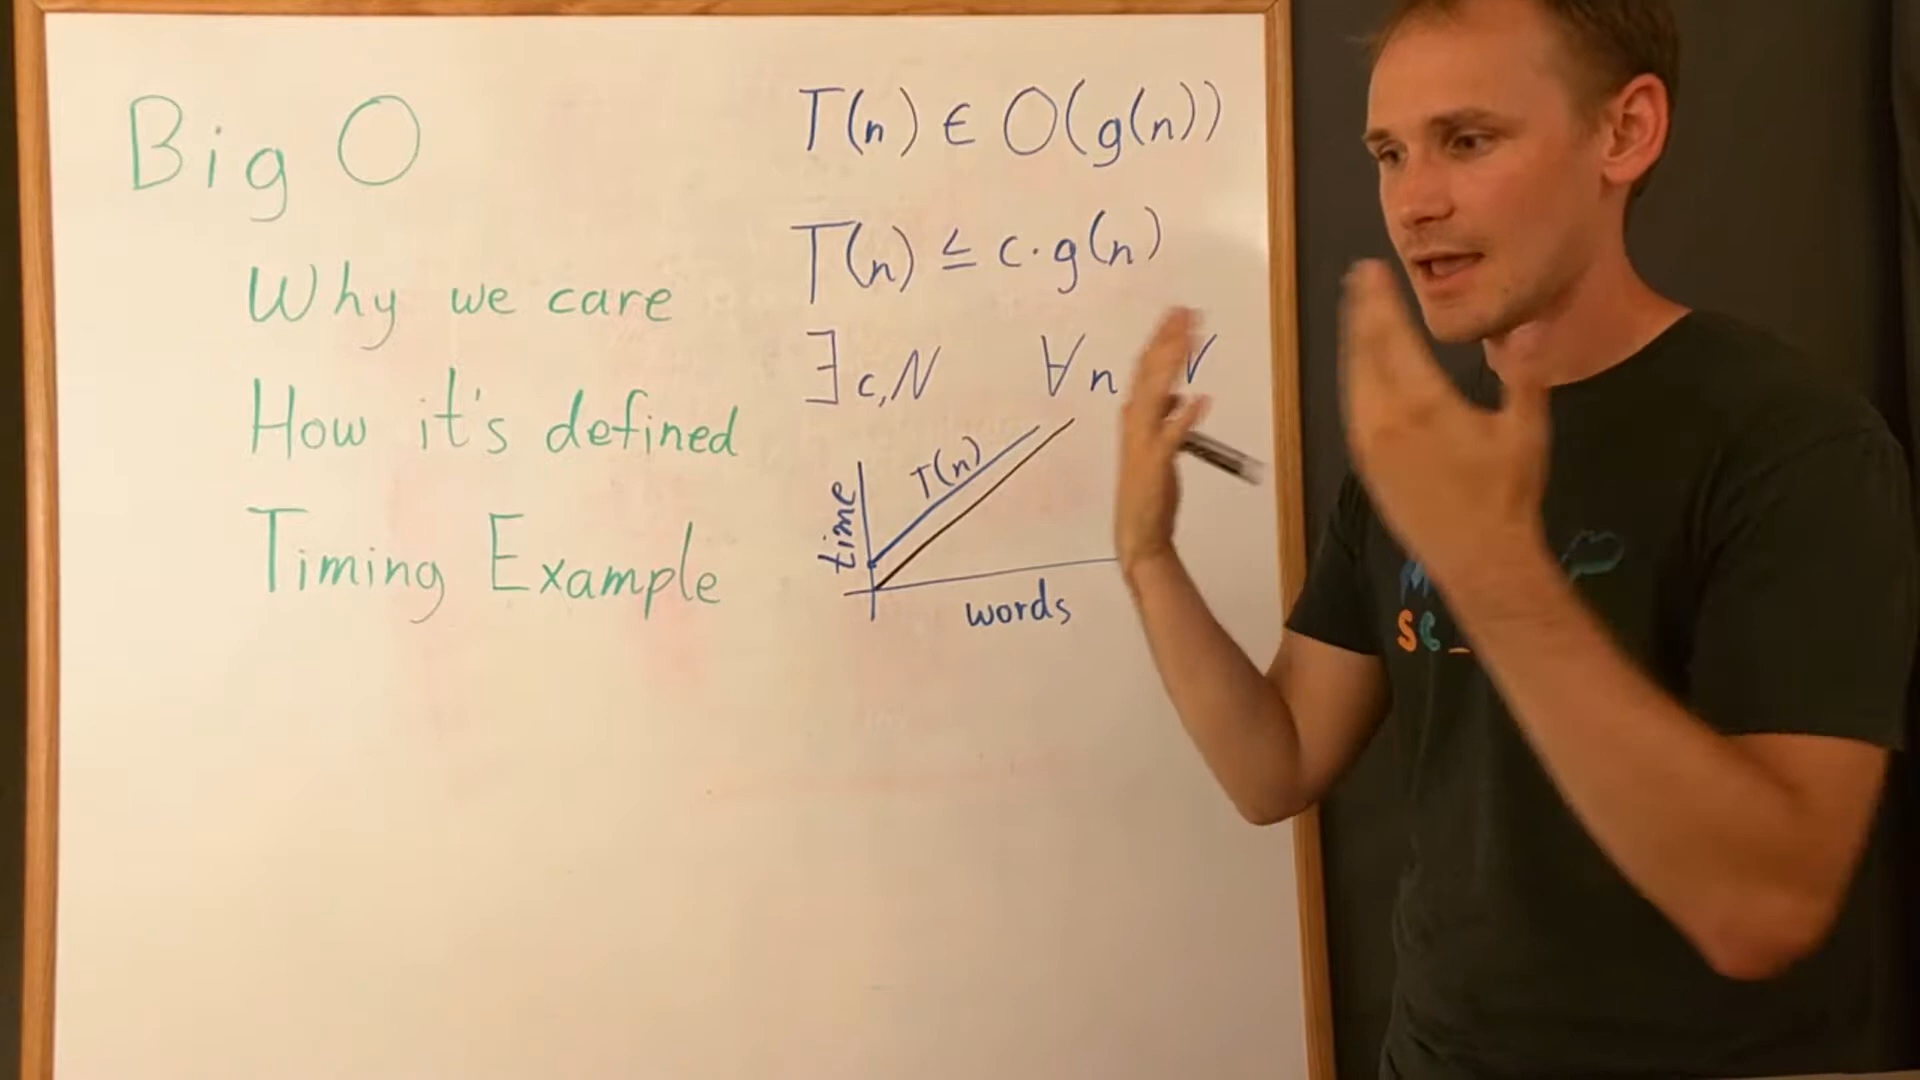 Big O
Why we care
How it's defined
Timing Example
T(n) ∈ O(g(n))
T(n) ≤ c·g(n)
∃ c,N ∀ n N
T(n)
time
words